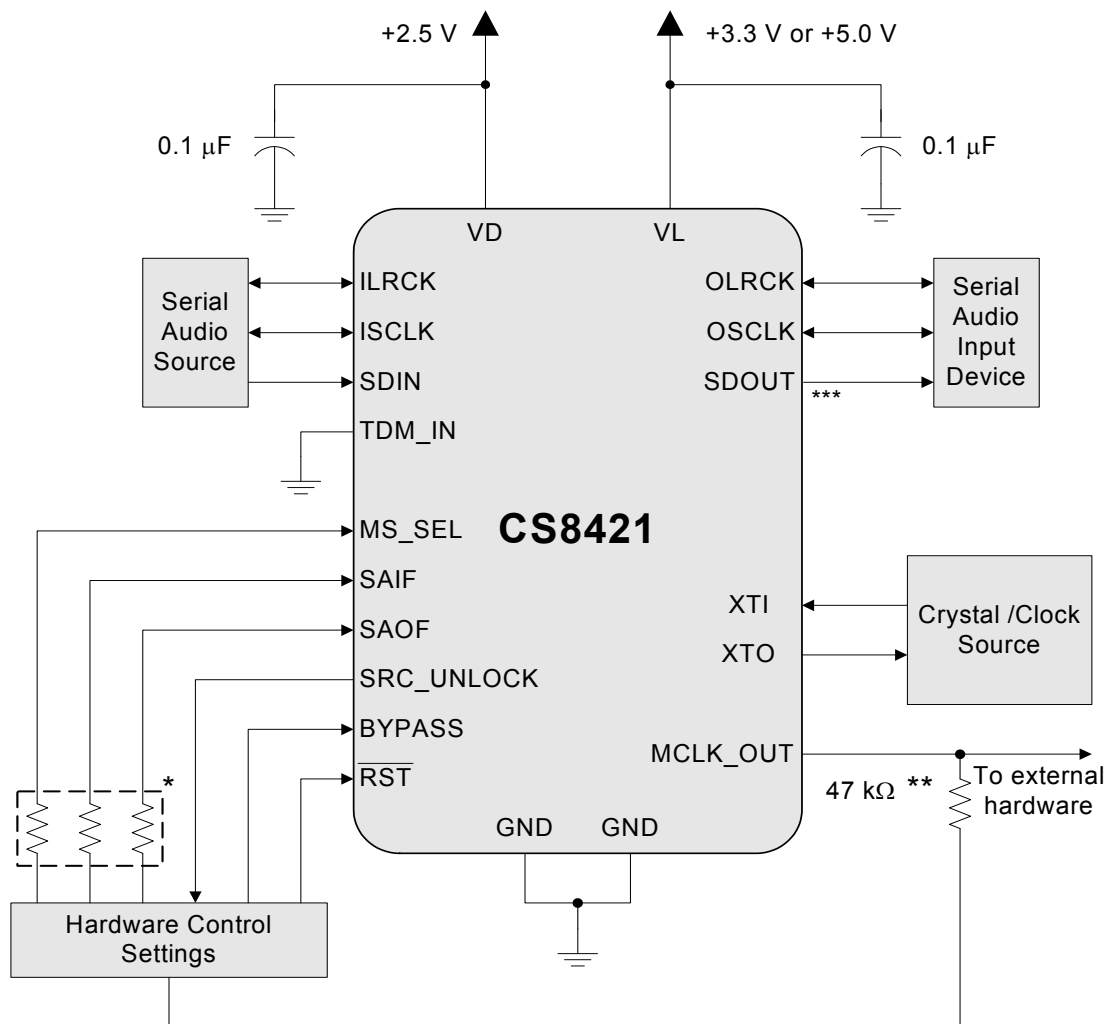 +2.5 V
+3.3 V or +5.0 V
0.1 μF
0.1 μF
VD
VL
Serial
Audio
Source
ILRCK
ISCLK
SDIN
TDM_IN
OLRCK
OSCLK
SDOUT
***
Serial
Audio
Input
Device
CS8421
MS_SEL
SAIF
SAOF
SRC_UNLOCK
BYPASS
RST
XTI
XTO
Crystal /Clock
Source
MCLK_OUT
47 kΩ **
To external
hardware
*
GND
GND
Hardware Control
Settings